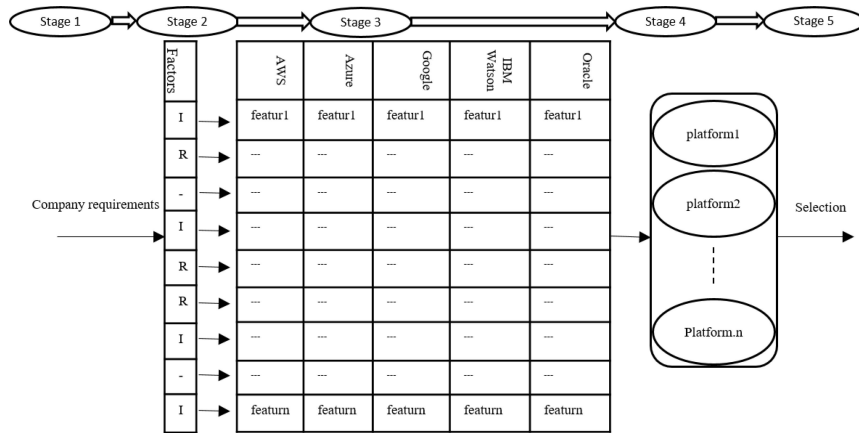 Stage 1 Stage 2 Stage 3 Stage 4 Stage 5
Factors AWS Azure Google IBM Watson Oracle
I featur1 featur1 featur1 featur1 featur1
R --- --- --- --- ---
- --- --- --- --- ---
I --- --- --- --- ---
R --- --- --- --- ---
R --- --- --- --- ---
I --- --- --- --- ---
- --- --- --- --- ---
I featurn featurn featurn featurn featurn
Company requirements
platform1
platform2
Platform.n
Selection